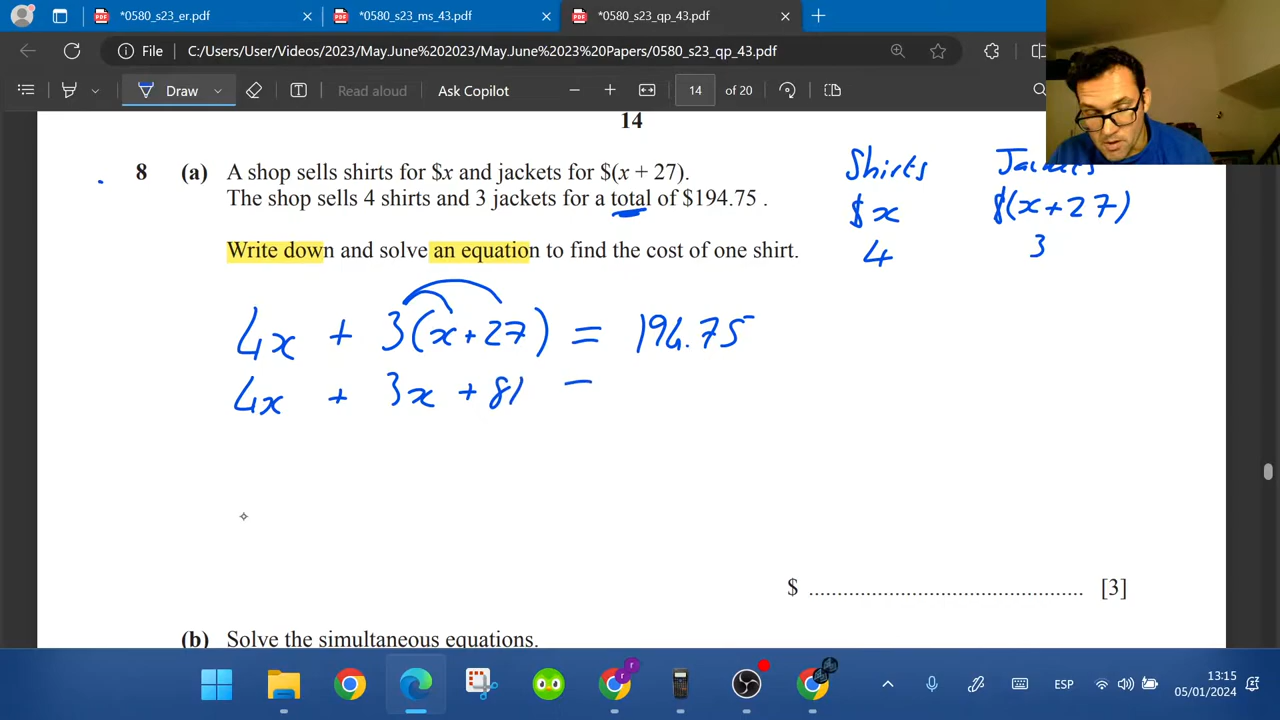 *0580_s23_er.pdf
*0580_s23_ms_43.pdf
*0580_s23_qp_43.pdf
File
C:/Users/User/Videos/2023/May.June%202023/May.June%2023%20Papers/0580_s23_qp_43.pdf
Draw
Read aloud
Ask Copilot
14
of 20
14
8 (a) A shop sells shirts for $x and jackets for $(x + 27).
The shop sells 4 shirts and 3 jackets for a total of $194.75 .
Write down and solve an equation to find the cost of one shirt.
Shirts Jackets
$x $(x+27)
4 3
4x + 3(x+27) = 194.75
4x + 3x +81 =
$ ................................................ [3]
(b) Solve the simultaneous equations.
r
r
ESP
13:15
05/01/2024